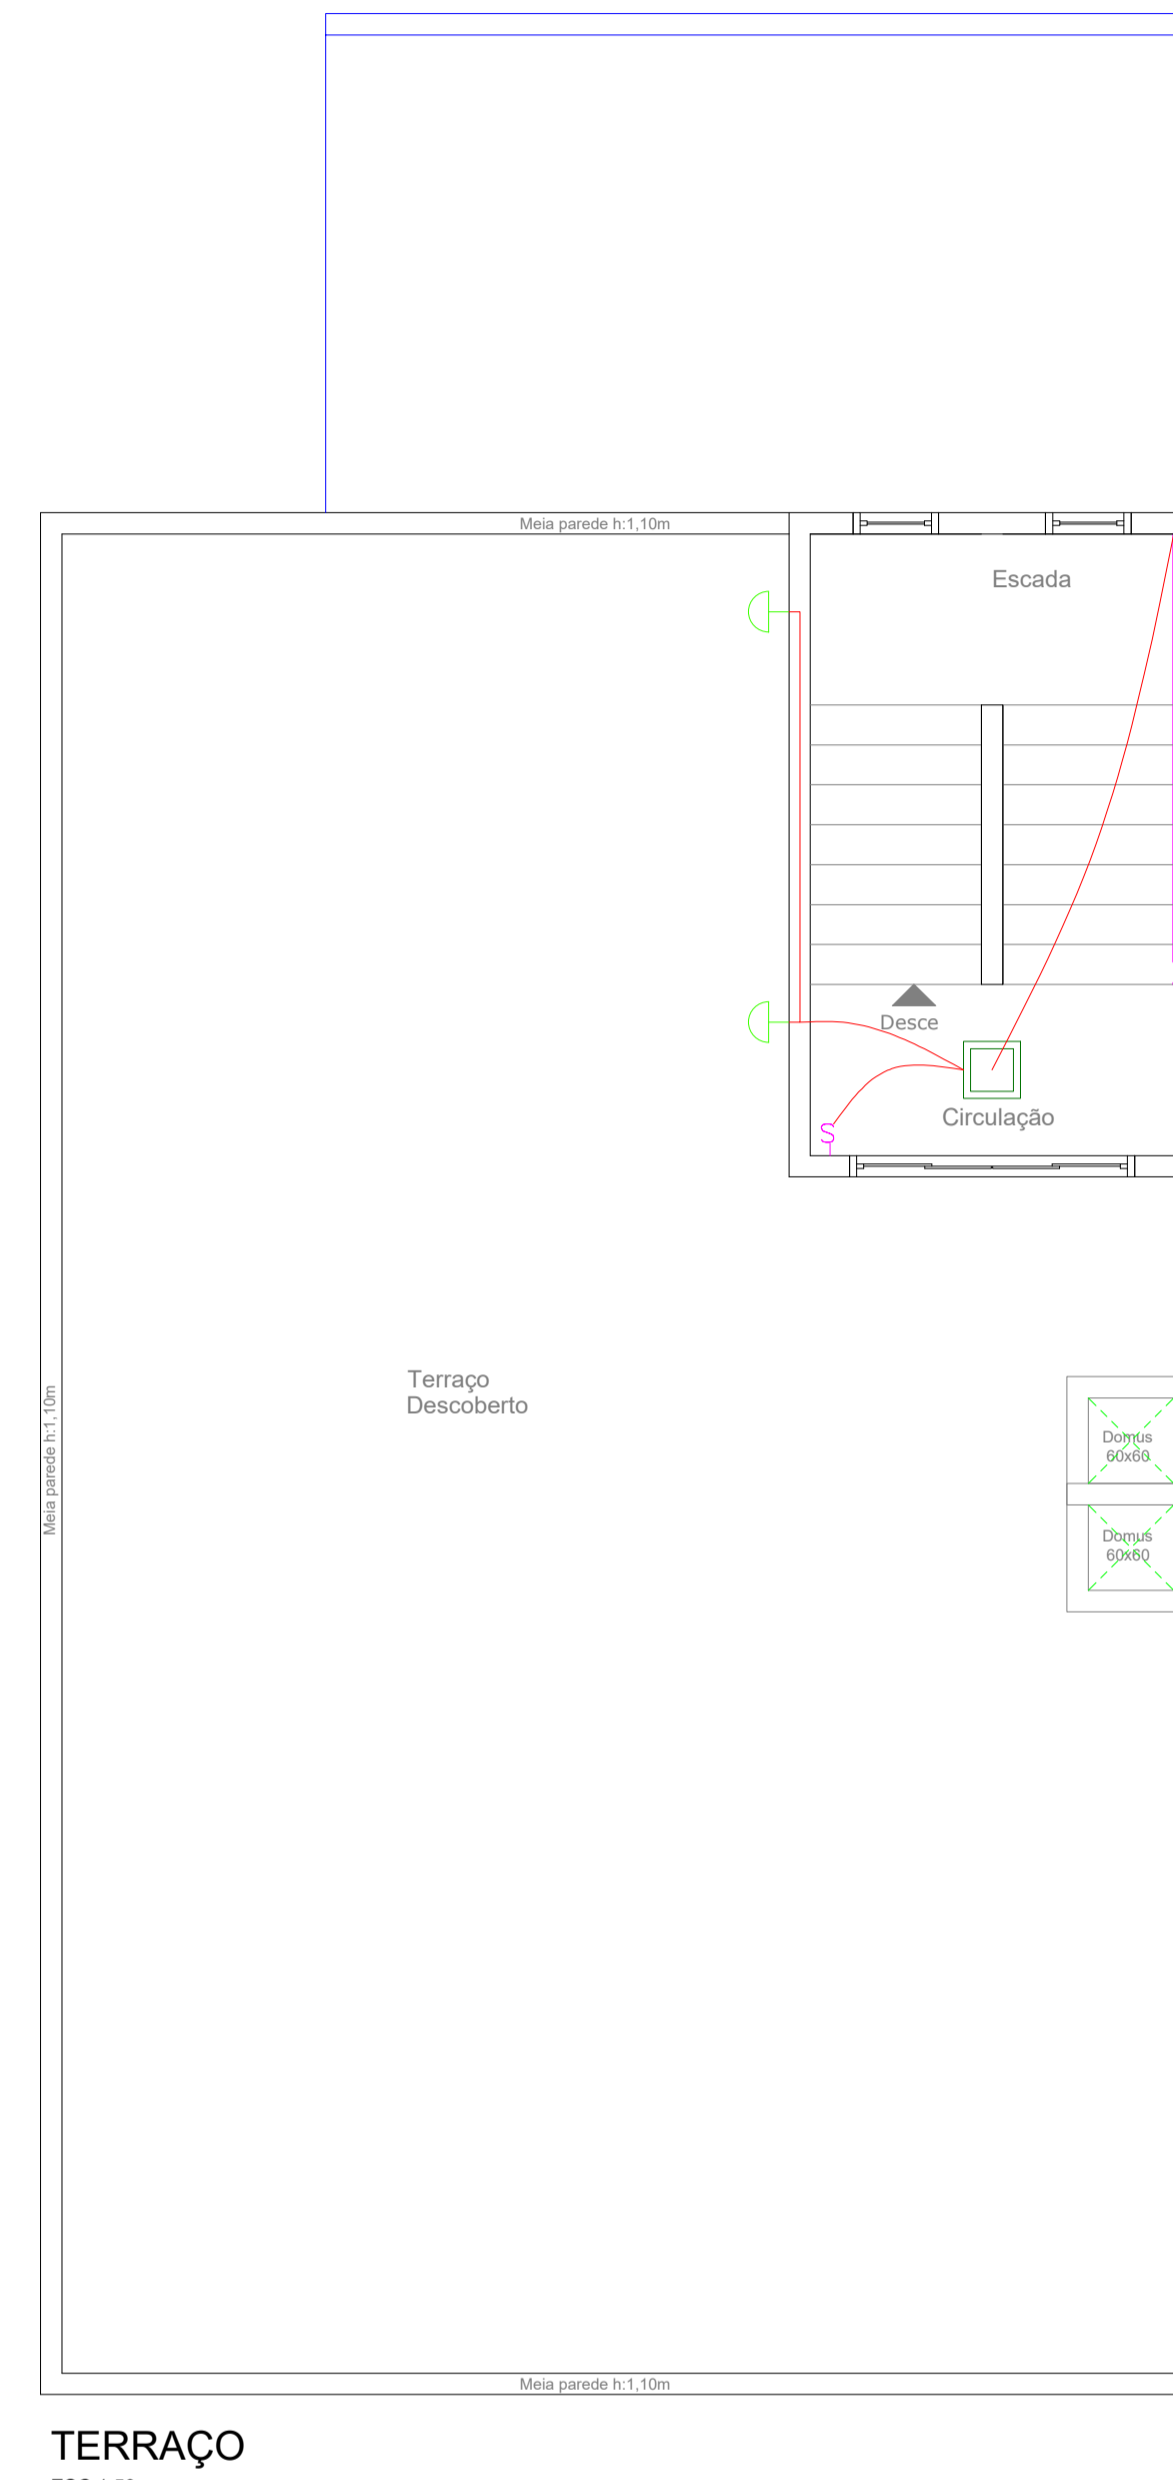 Meia parede h:1,10m
Escada
Desce
S
Circulação
Terraço
Descoberto
Meia parede h:1,10m
Domus
60x60
Domus
60x60
Meia parede h:1,10m
TERRAÇO